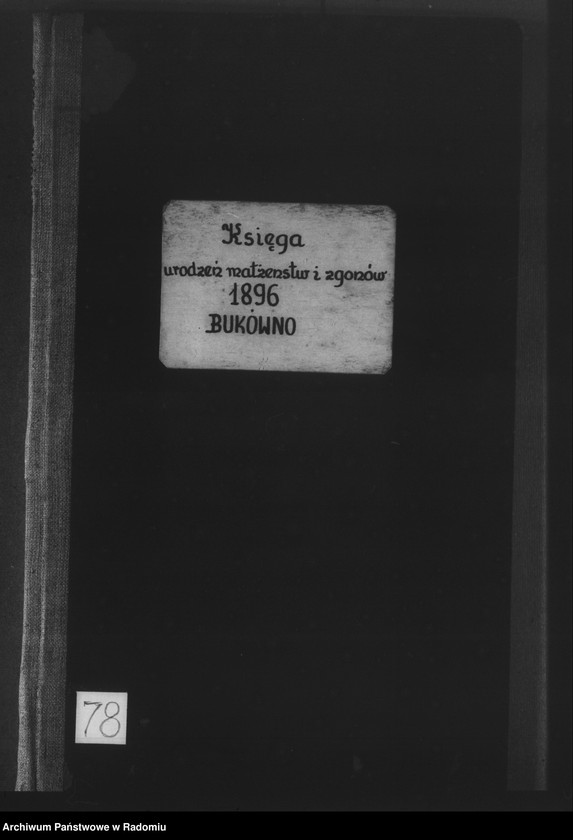 Księga
urodzeń małżeństw i zgonów
1896
BUKÓWNO
78
Archiwum Państwowe w Radomiu